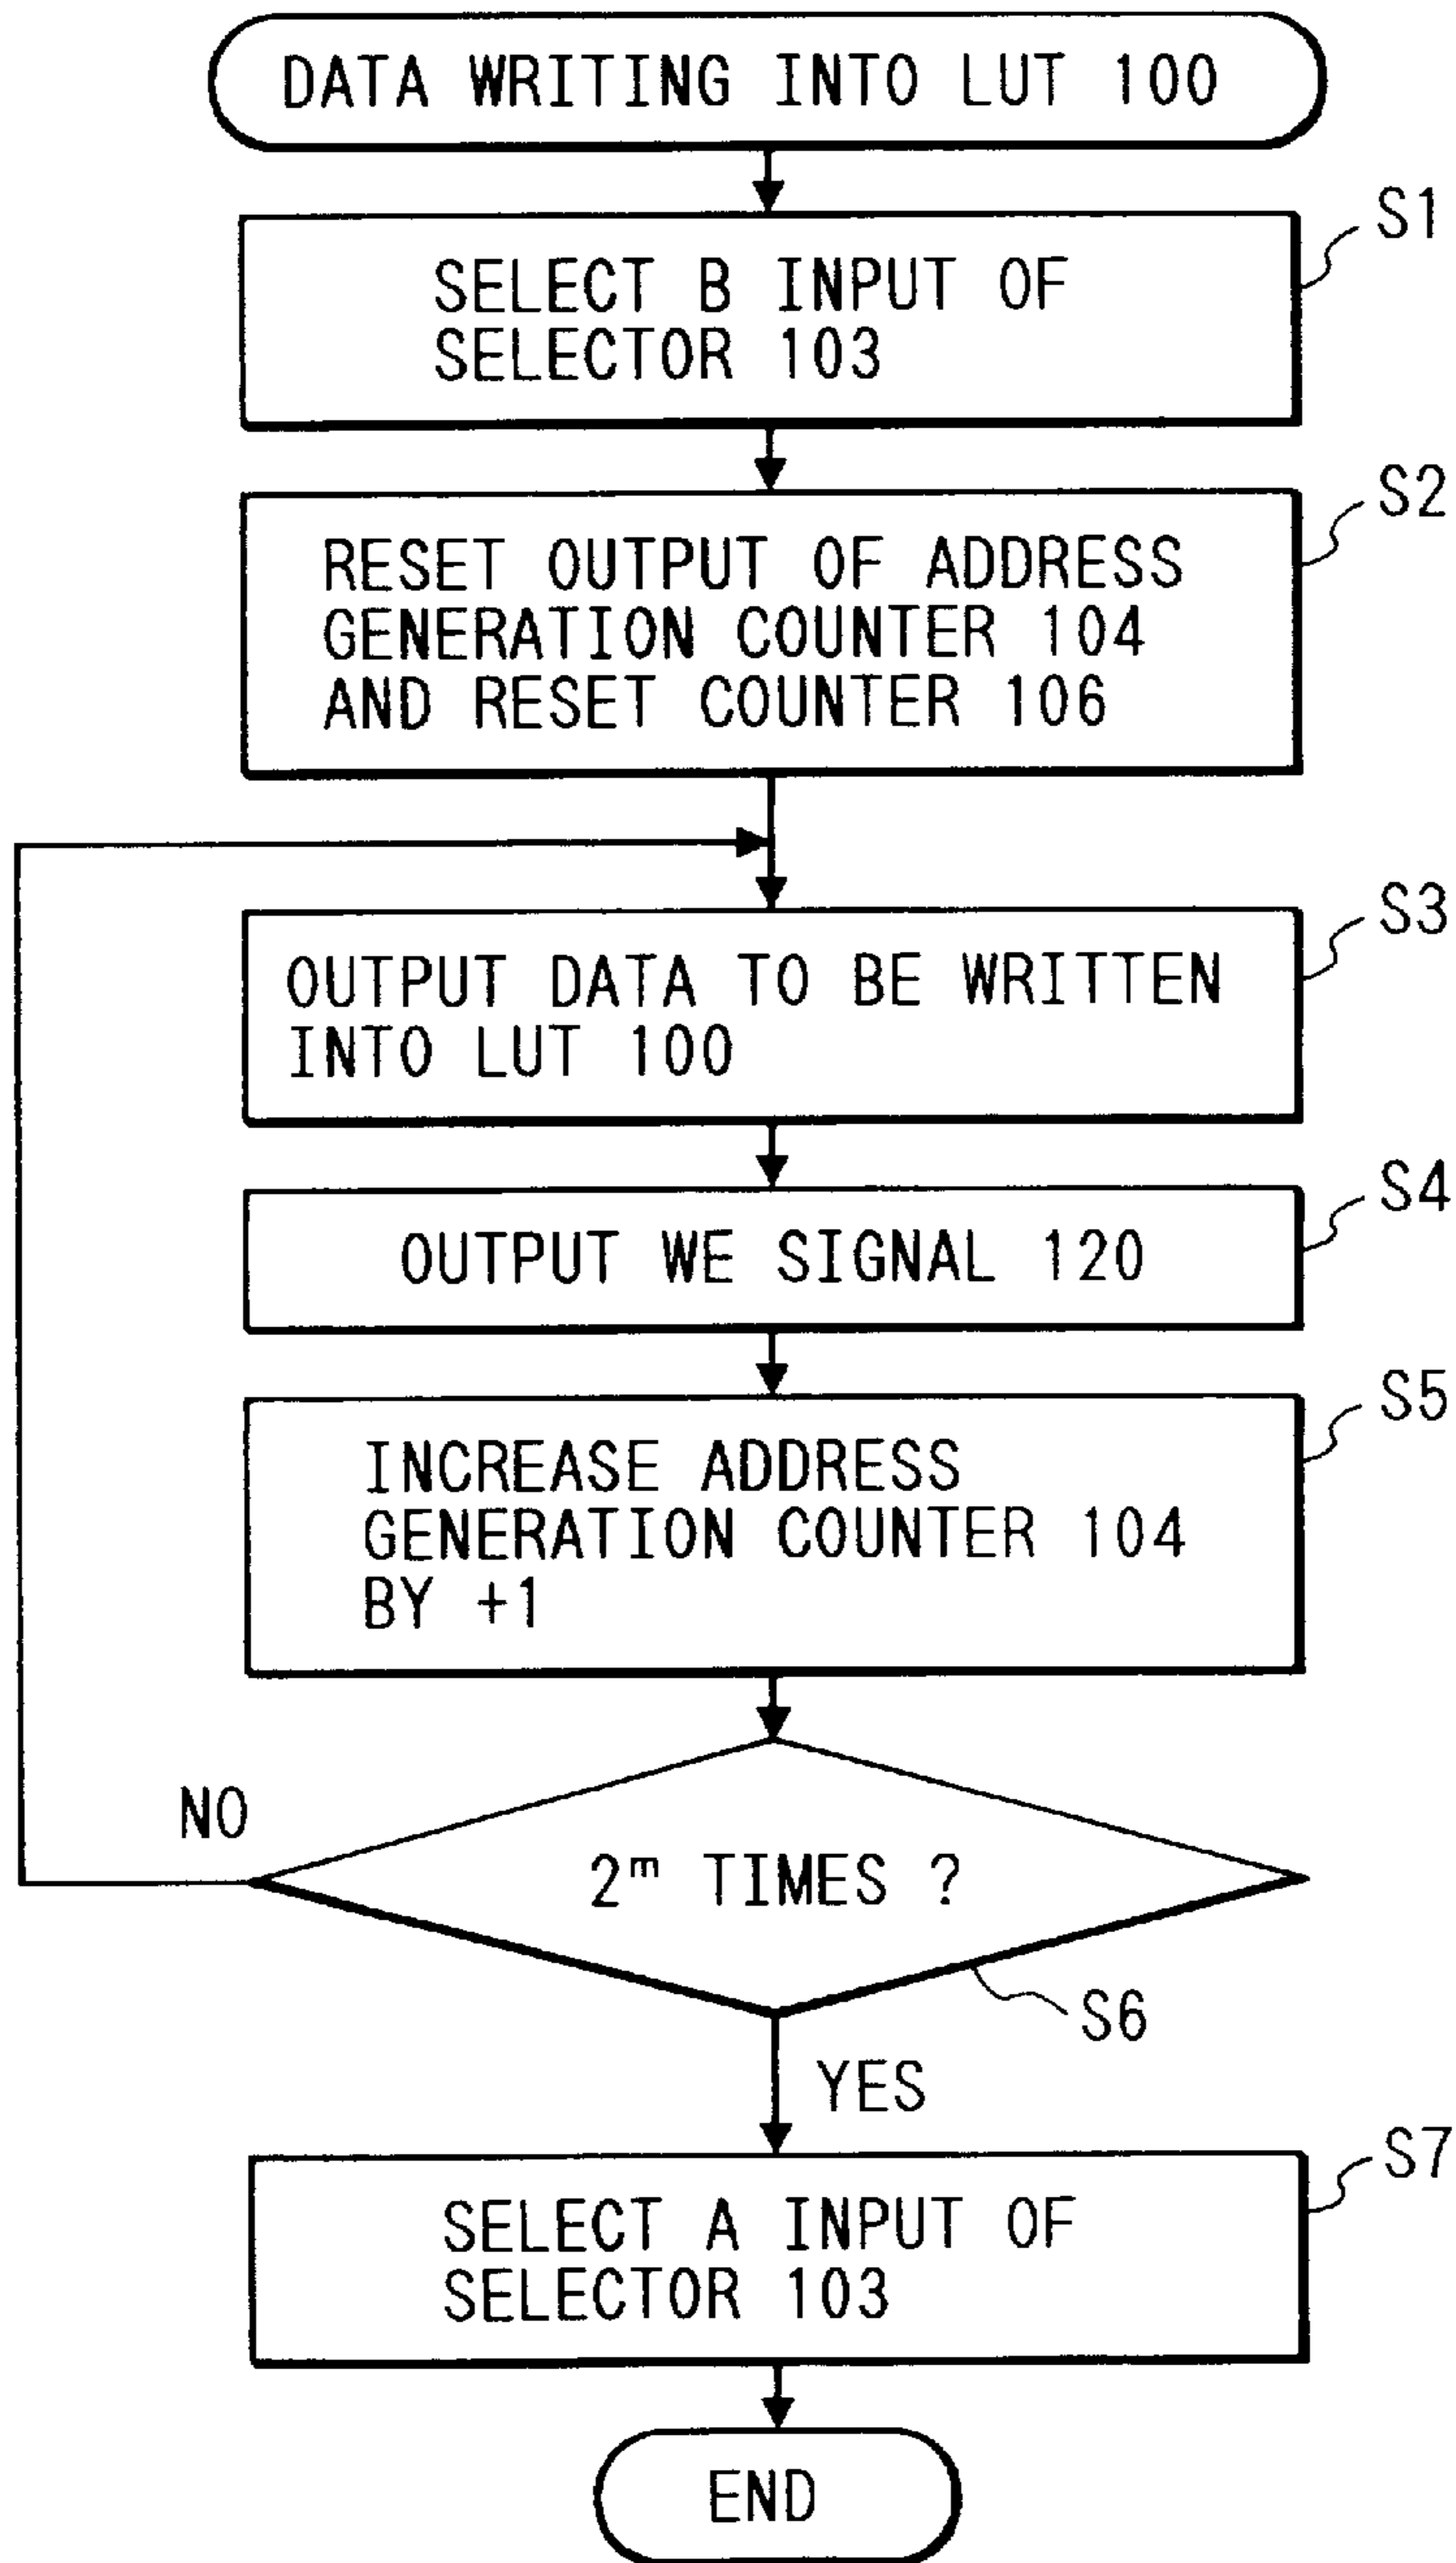 DATA WRITING INTO LUT 100
S1
SELECT B INPUT OF
SELECTOR 103
S2
RESET OUTPUT OF ADDRESS
GENERATION COUNTER 104
AND RESET COUNTER 106
S3
OUTPUT DATA TO BE WRITTEN
INTO LUT 100
S4
OUTPUT WE SIGNAL 120
S5
INCREASE ADDRESS
GENERATION COUNTER 104
BY +1
NO
2ᵐ TIMES ?
S6
YES
S7
SELECT A INPUT OF
SELECTOR 103
END